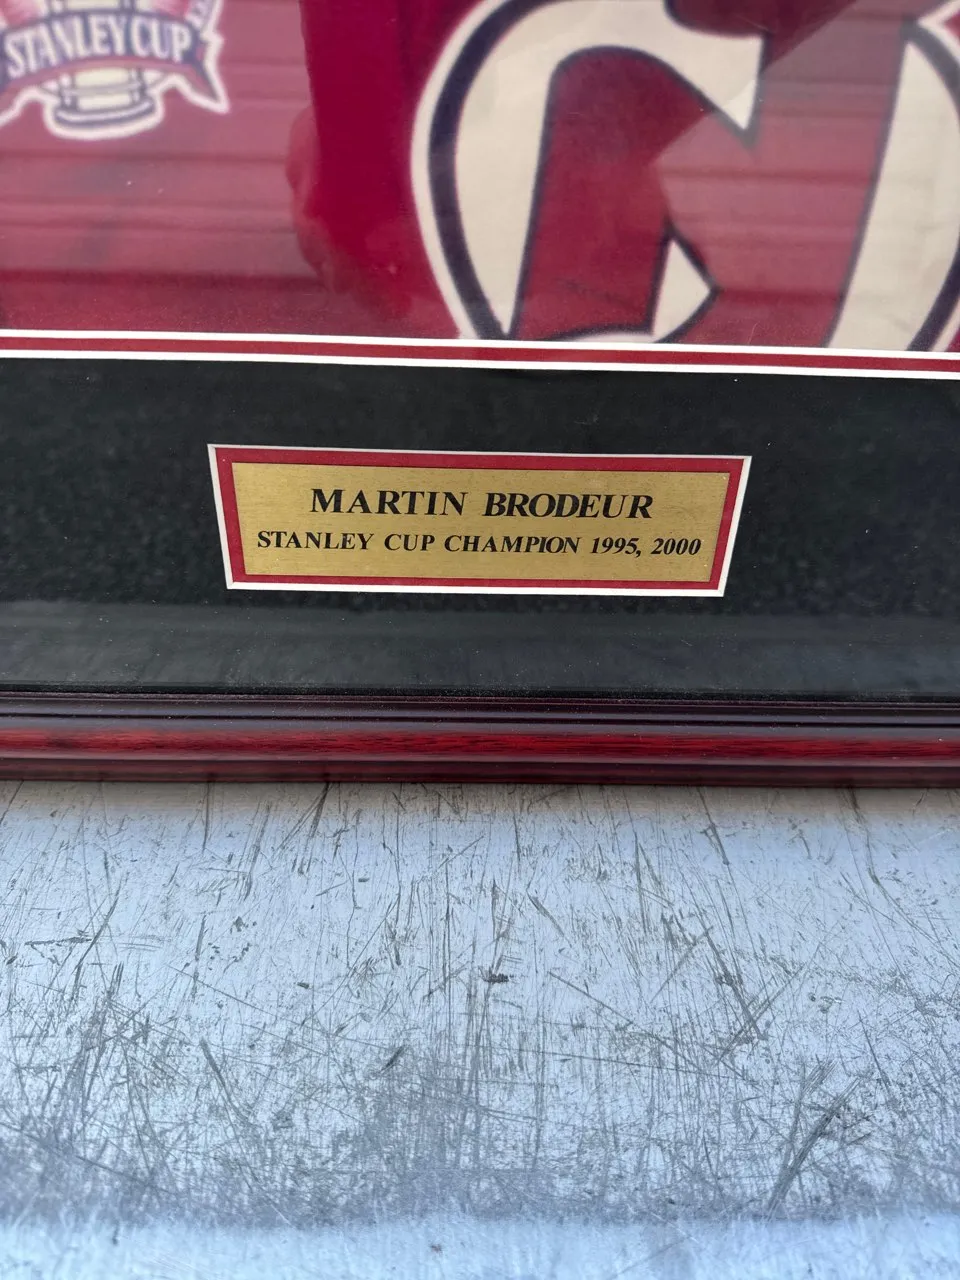 STANLEY CUP
MARTIN BRODEUR
STANLEY CUP CHAMPION 1995, 2000